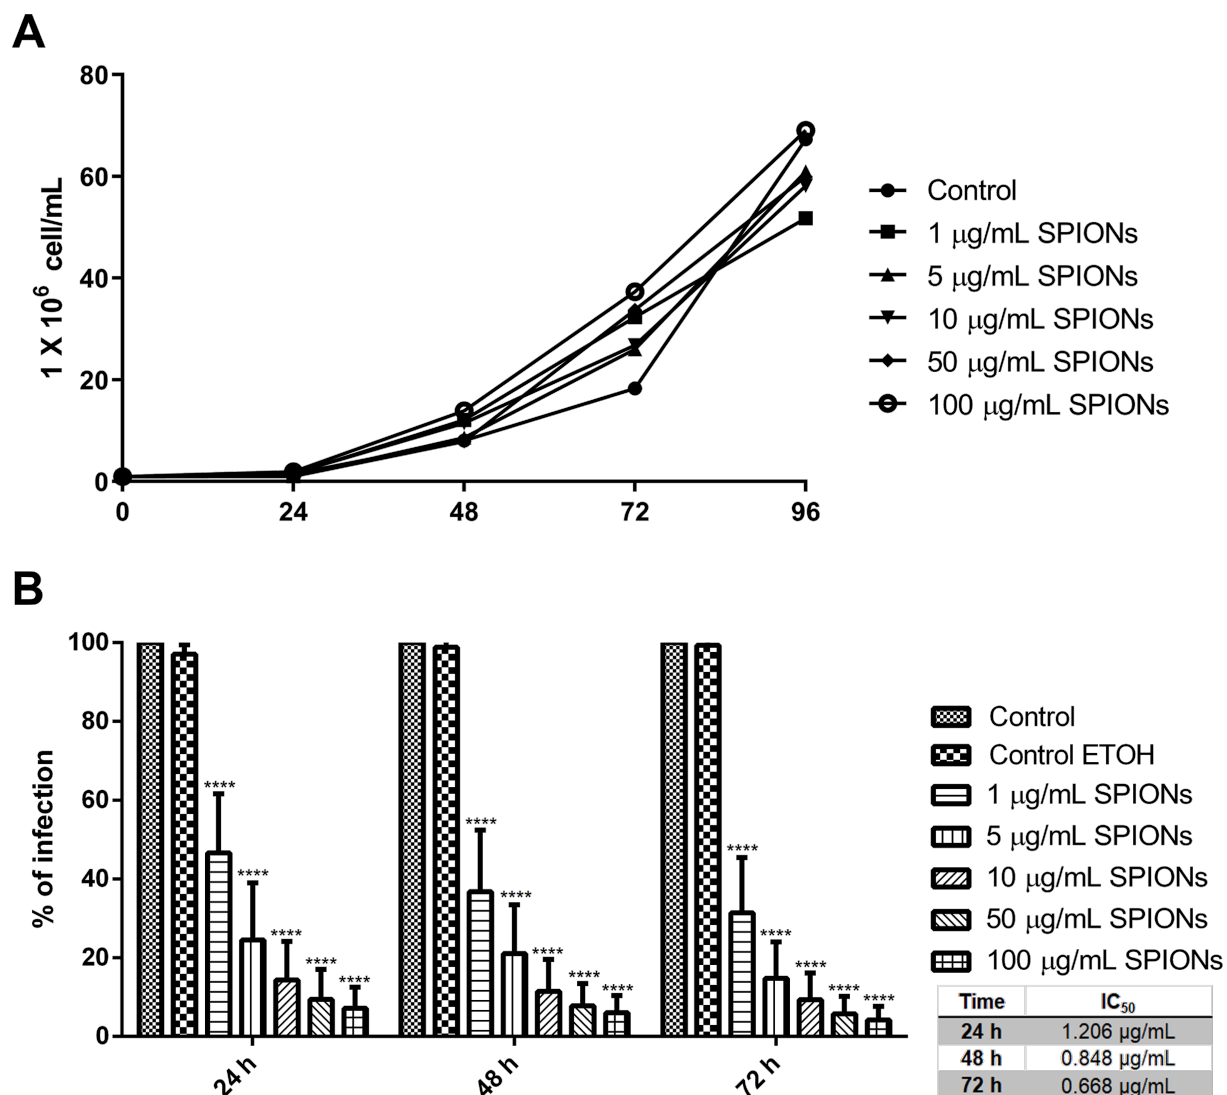 A
80
60
40
20
0
1 X 10⁶ cell/mL
0 24 48 72 96
Control
1 µg/mL SPIONs
5 µg/mL SPIONs
10 µg/mL SPIONs
50 µg/mL SPIONs
100 µg/mL SPIONs
B
100
80
60
40
20
0
% of infection
**** **** **** **** ****
**** **** **** **** ****
**** **** **** **** ****
24 h 48 h 72 h
Control
Control ETOH
1 µg/mL SPIONs
5 µg/mL SPIONs
10 µg/mL SPIONs
50 µg/mL SPIONs
100 µg/mL SPIONs
Time IC₅₀
24 h 1.206 µg/mL
48 h 0.848 µg/mL
72 h 0.668 µg/mL